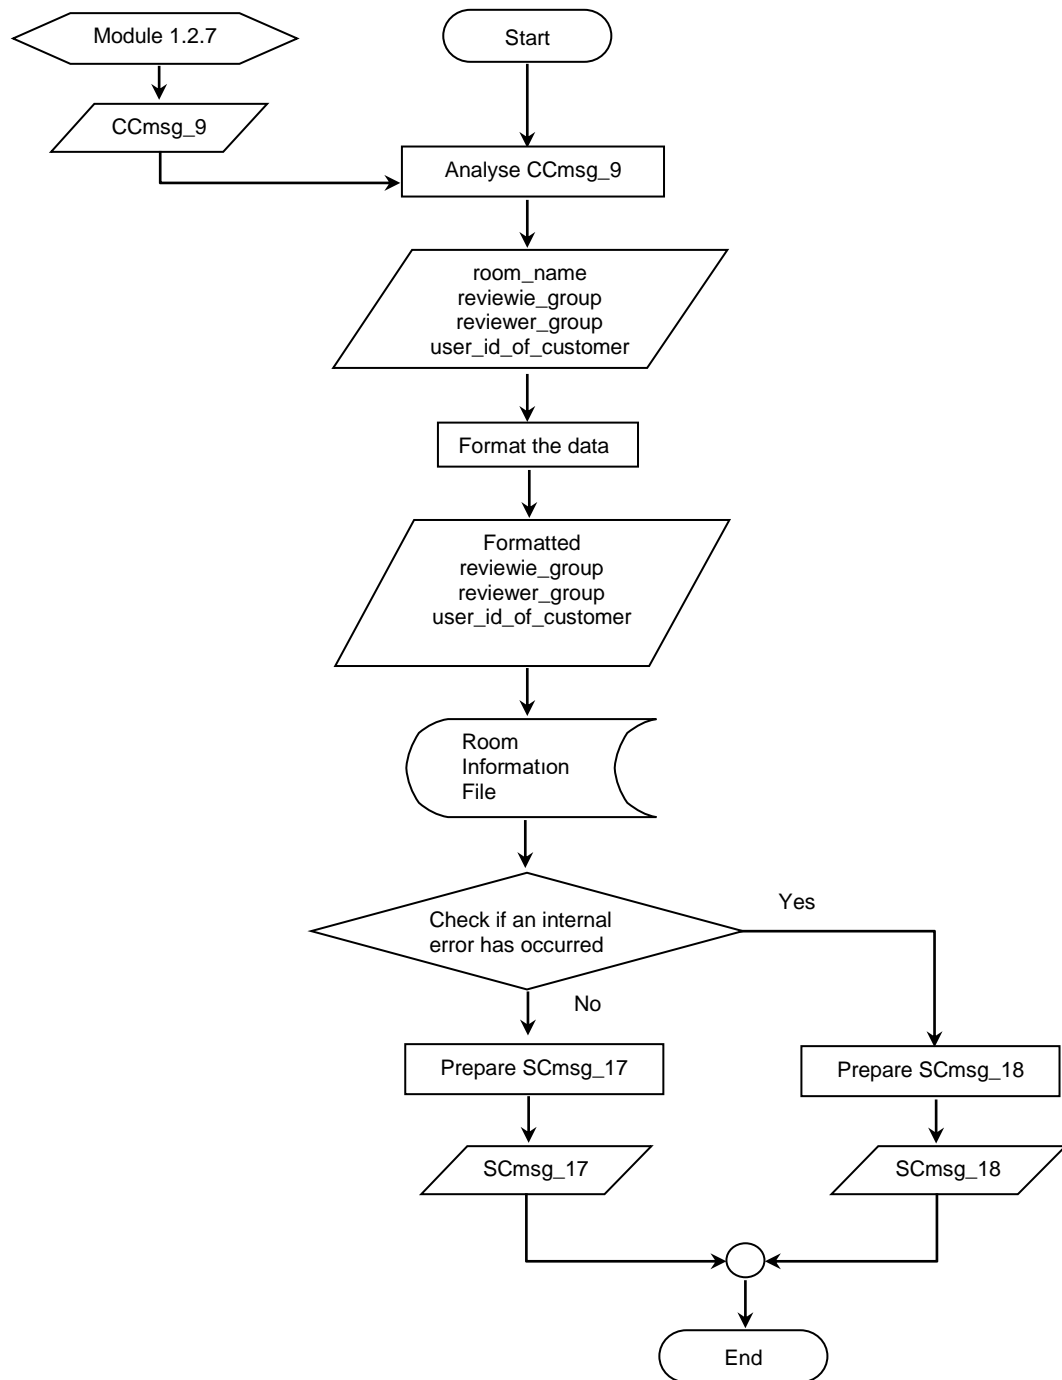 Module 1.2.7
Start
CCmsg_9
Analyse CCmsg_9
room_name
reviewie_group
reviewer_group
user_id_of_customer
Format the data
Formatted
reviewie_group
reviewer_group
user_id_of_customer
Room
Information
File
Check if an internal
error has occurred
Yes
No
Prepare SCmsg_17
Prepare SCmsg_18
SCmsg_17
SCmsg_18
End